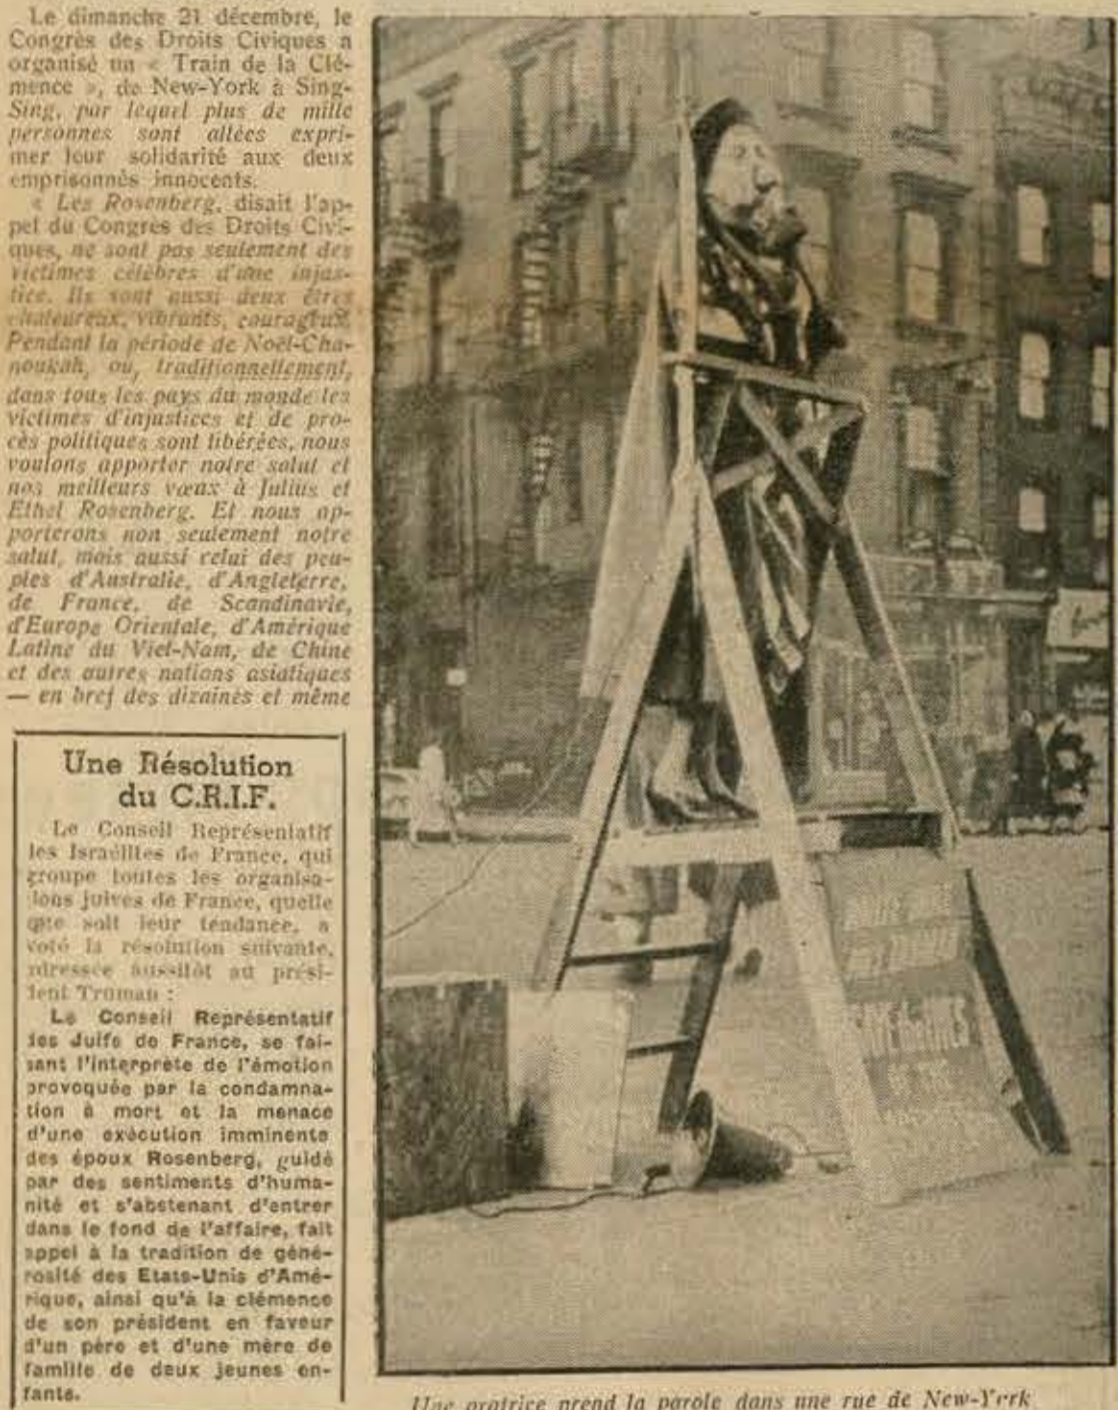 Le dimanche 21 décembre, le
Congrès des Droits Civiques a
organisé un « Train de la Clé-
mence », de New-York à Sing-
Sing, par lequel plus de mille
personnes sont allées expri-
mer leur solidarité aux deux
emprisonnés innocents.
« Les Rosenberg, disait l'ap-
pel du Congrès des Droits Civi-
ques, ne sont pas seulement des
victimes célèbres d'une injus-
tice. Ils sont aussi deux êtres
chaleureux, vibrants, courageux.
Pendant la période de Noël-Cha-
noukah, ou, traditionnellement,
dans tous les pays du monde les
victimes d'injustices et de pro-
cès politiques sont libérées, nous
voulons apporter notre salut et
nos meilleurs vœux à Julius et
Ethel Rosenberg. Et nous ap-
porterons non seulement notre
salut, mais aussi celui des peu-
ples d'Australie, d'Angleterre,
de France, de Scandinavie,
d'Europe Orientale, d'Amérique
Latine du Viet-Nam, de Chine
et des autres nations asiatiques
— en bref des dizaines et même
Une Résolution
du C.R.I.F.
Le Conseil Représentatif
les Israélites de France, qui
groupe toutes les organisa-
ions juives de France, quelle
que soit leur tendance, a
voté la résolution suivante,
adressée aussitôt au prési-
dent Truman :
Le Conseil Représentatif
des Juifs de France, se fai-
sant l'interprète de l'émotion
provoquée par la condamna-
tion à mort et la menace
d'une exécution imminente
des époux Rosenberg, guidé
par des sentiments d'huma-
nité et s'abstenant d'entrer
dans le fond de l'affaire, fait
appel à la tradition de géné-
rosité des Etats-Unis d'Amé-
rique, ainsi qu'à la clémence
de son président en faveur
d'un père et d'une mère de
famille de deux jeunes en-
fants.
Une oratrice prend la parole dans une rue de New-York